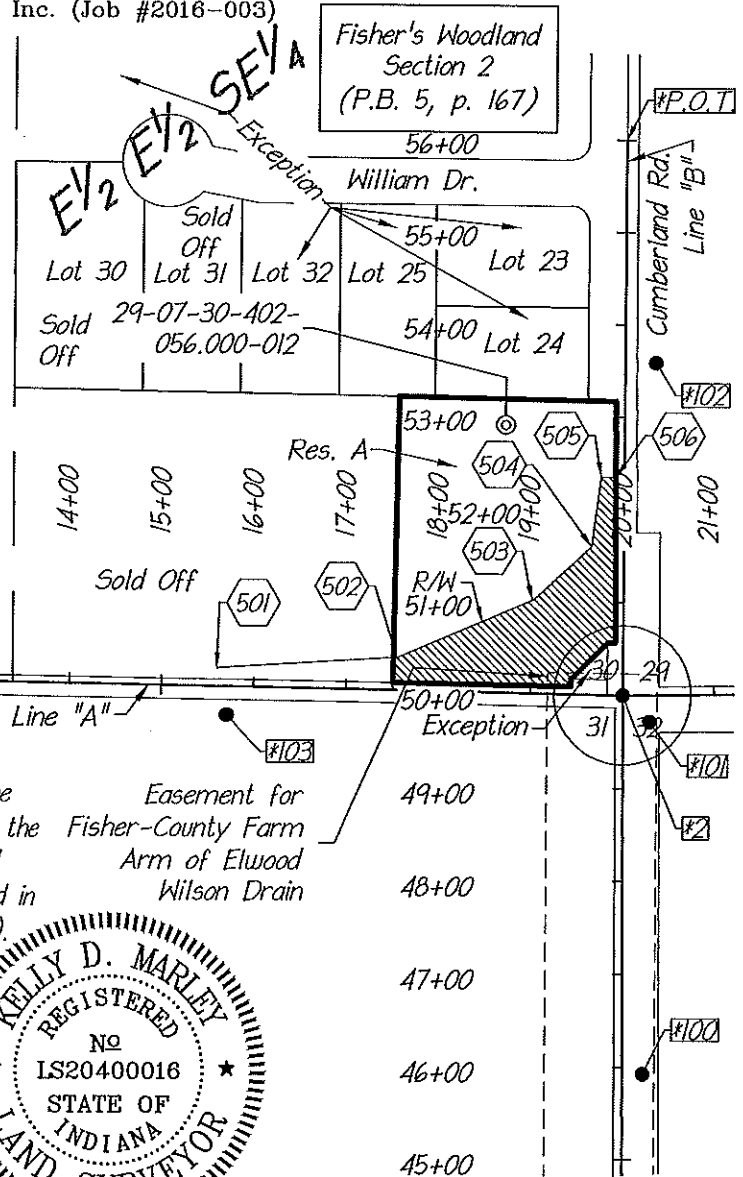 Inc. (Job #2016-003)
Fisher's Woodland
Section 2
(P.B. 5, p. 167)
SE 1/4
E 1/2
E 1/2
Exception
56+00
William Dr.
*P.O.T.
Cumberland Rd.
Line "B"
Sold
Off
55+00
Lot 23
Lot 30
Lot 31
Lot 32
Lot 25
Sold
Off
29-07-30-402-
056.000-012
54+00
Lot 24
*102
53+00
505
506
Res. A
504
14+00
15+00
16+00
17+00
18+00
52+00
19+00
20+00
21+00
503
Sold Off
501
502
R/W
51+00
Line "A"
50+00
30
29
Exception
31
32
*103
*101
*2
Easement for
the Fisher-County Farm
Arm of Elwood
in Wilson Drain
49+00
48+00
47+00
46+00
45+00
*100
KELLY D. MARLEY
REGISTERED
No
LS20400016
STATE OF
INDIANA
LAND SURVEYOR